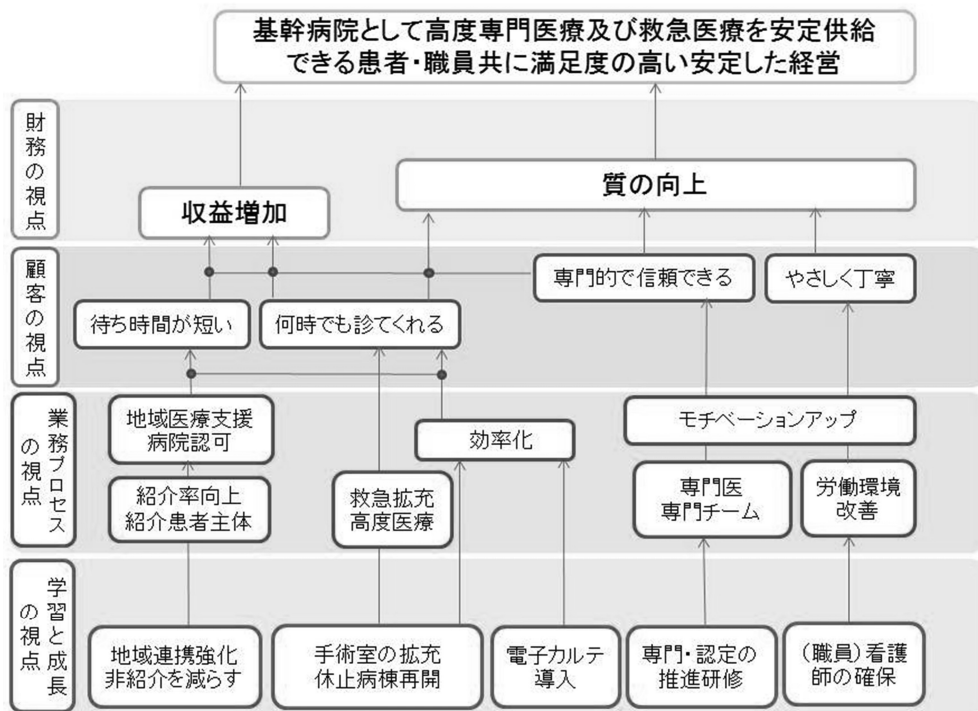 基幹病院として高度専門医療及び救急医療を安定供給
できる患者・職員共に満足度の高い安定した経営
財務の視点
質の向上
収益増加
顧客の視点
専門的で信頼できる
やさしく丁寧
待ち時間が短い
何時でも診てくれる
業務プロセス
の視点
地域医療支援
病院認可
効率化
モチベーションアップ
紹介率向上
紹介患者主体
救急拡充
高度医療
専門医
専門チーム
労働環境
改善
学習と成長
の視点
地域連携強化
非紹介を減らす
手術室の拡充
休止病棟再開
電子カルテ
導入
専門・認定の
推進研修
(職員)看護
師の確保